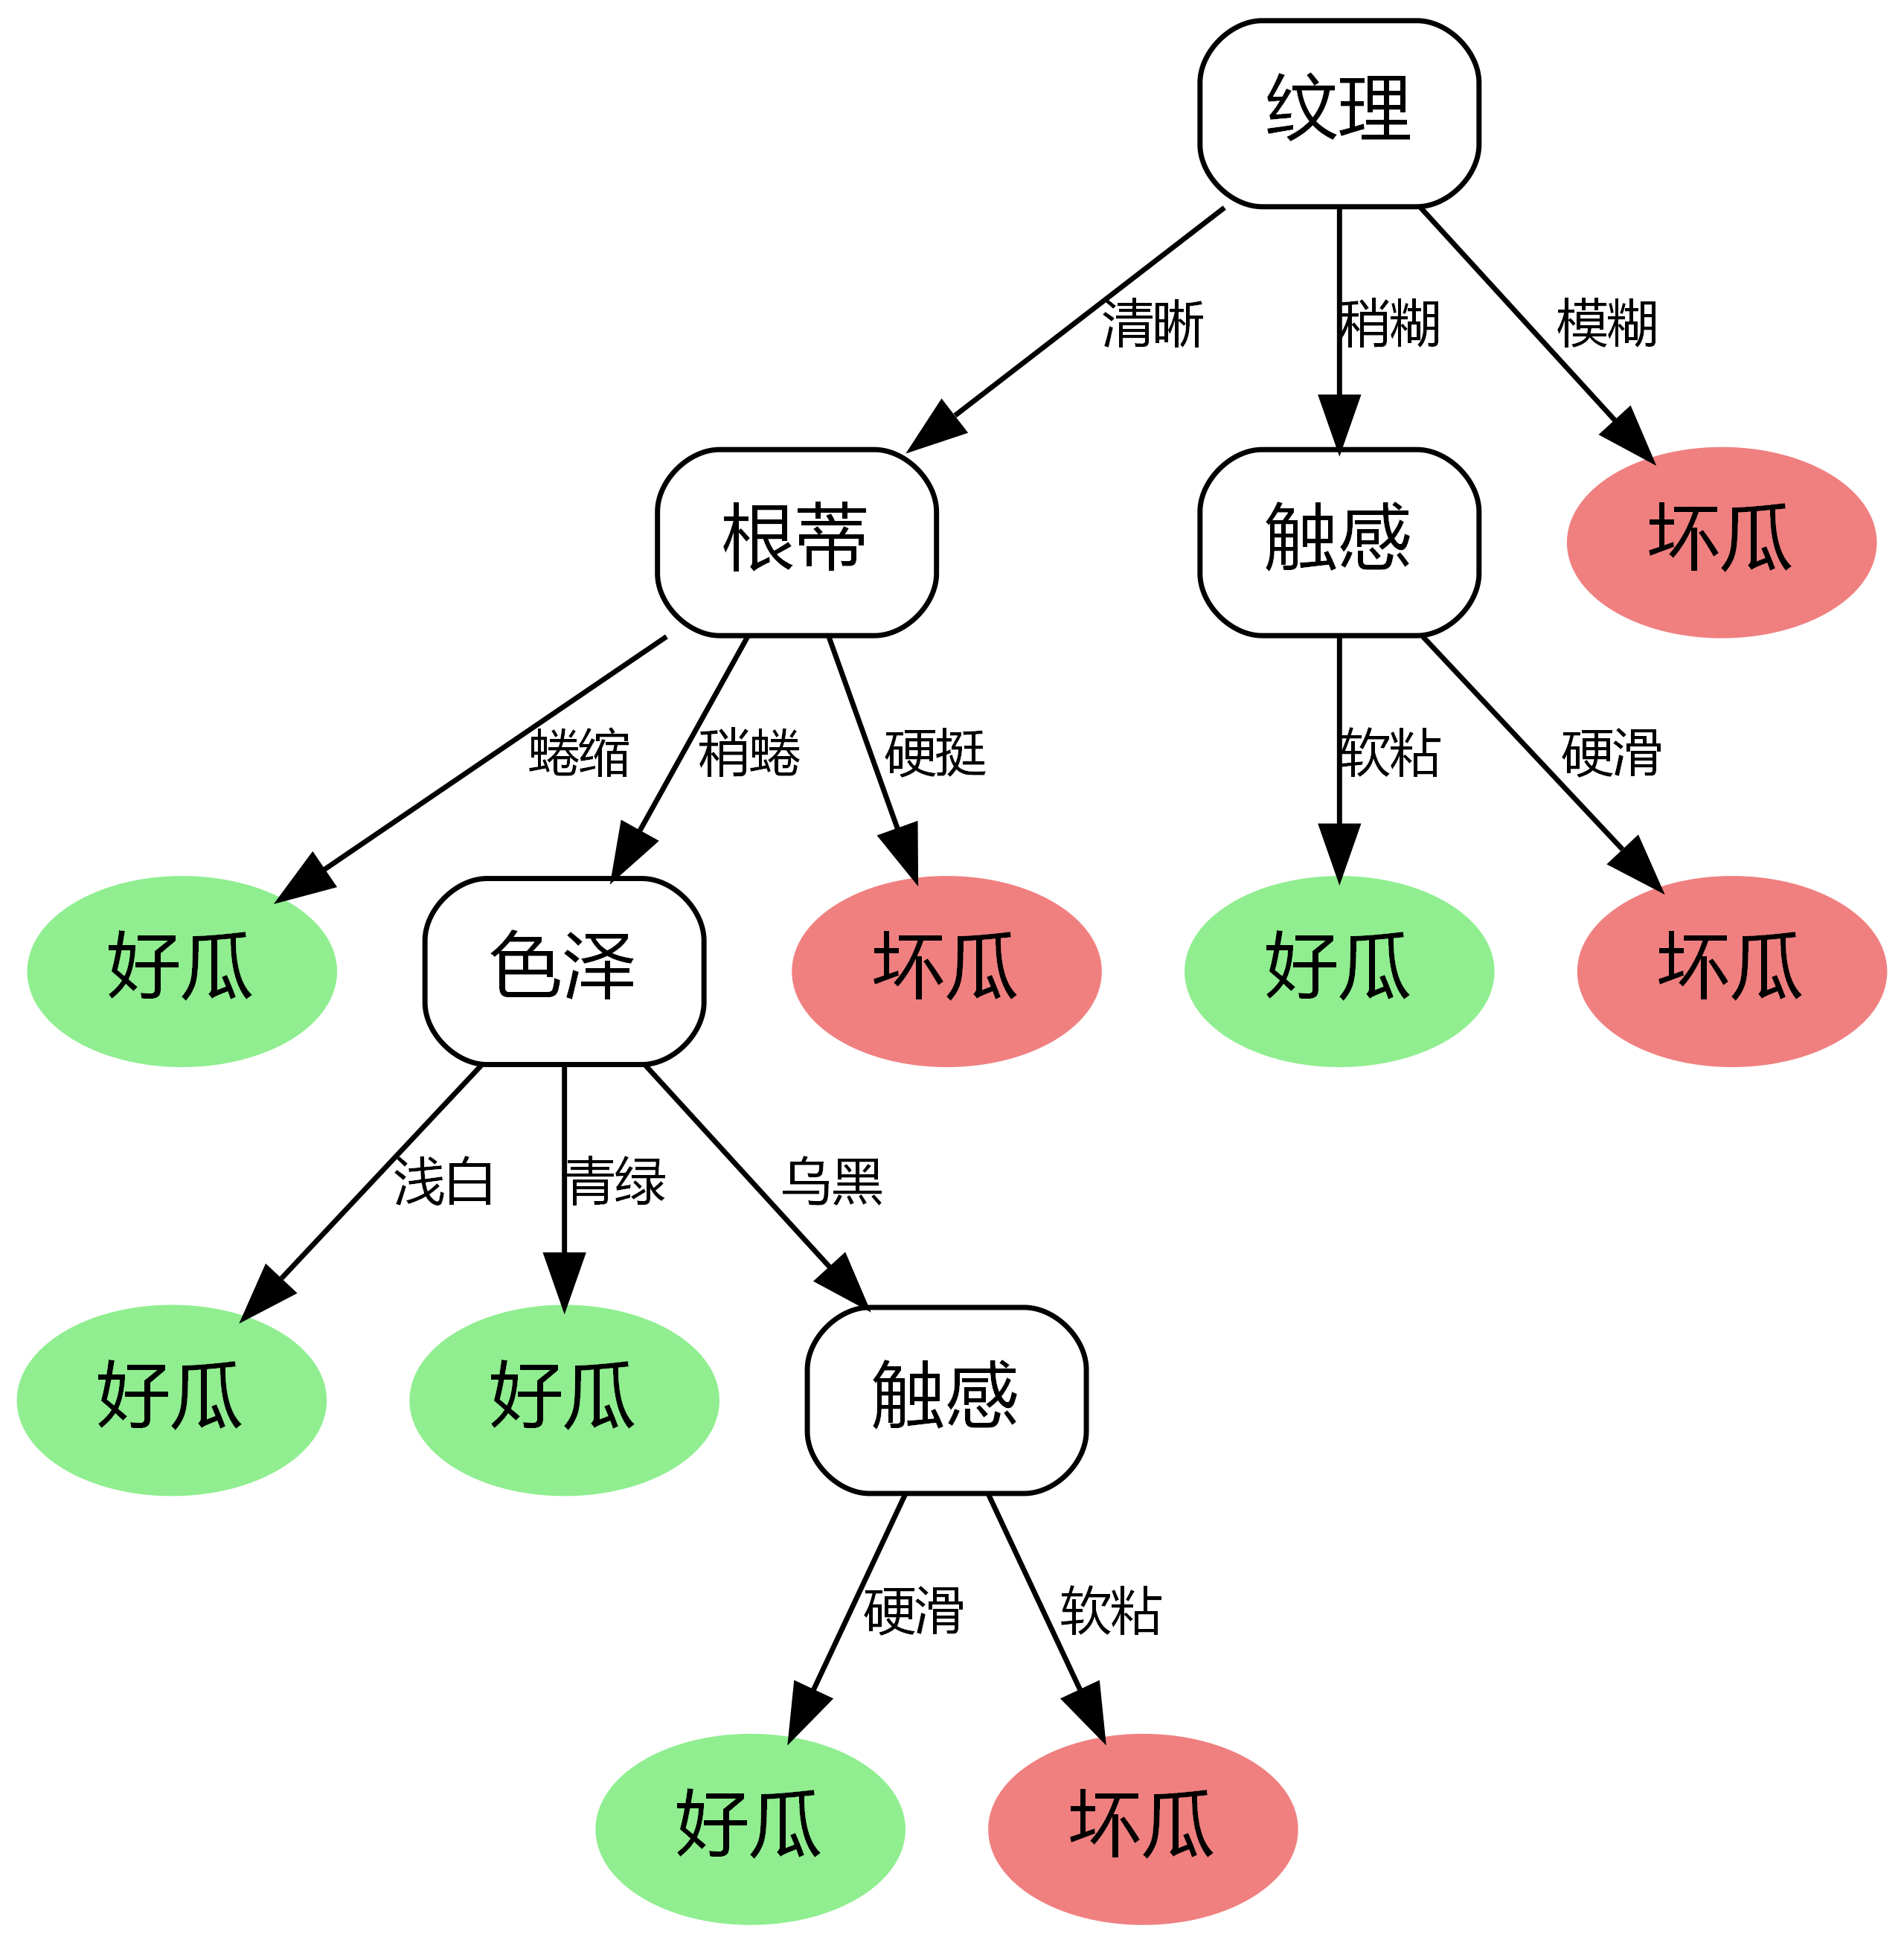 纹理
清晰
稍糊
模糊
根蒂
触感
坏瓜
蜷缩
稍蜷
硬挺
软粘
硬滑
好瓜
色泽
坏瓜
好瓜
坏瓜
浅白
青绿
乌黑
好瓜
好瓜
触感
硬滑
软粘
好瓜
坏瓜